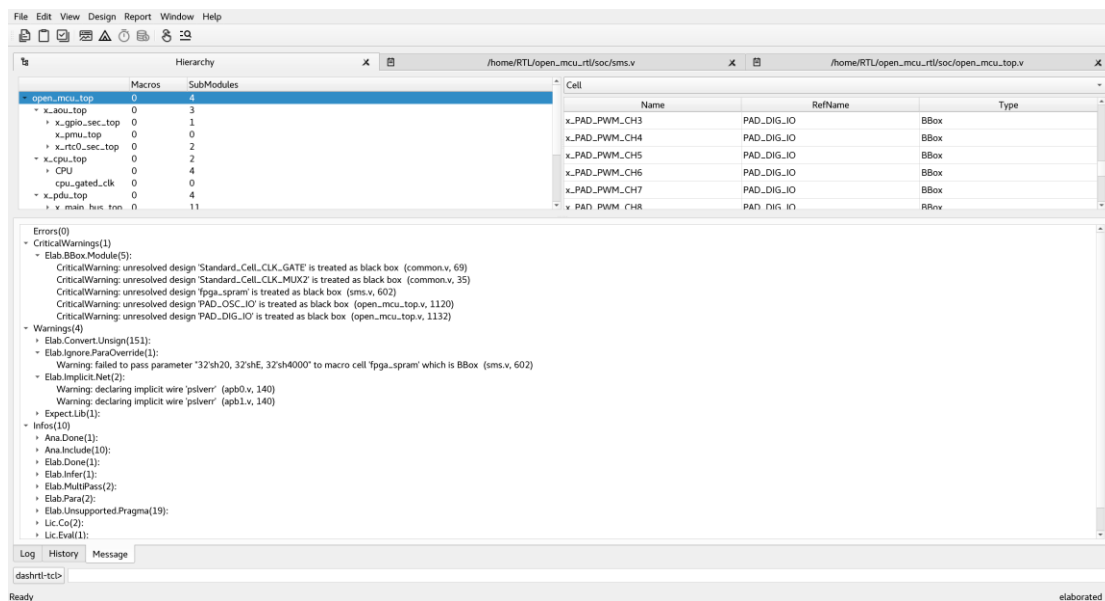 File Edit View Design Report Window Help
Hierarchy
/home/RTL/open_mcu_rtl/soc/sms.v
/home/RTL/open_mcu_rtl/soc/open_mcu_top.v
Macros SubModules
open_mcu_top 0 4
x_aou_top 0 3
x_gpio_sec_top 0 1
x_pmu_top 0 0
x_rtc0_sec_top 0 2
x_cpu_top 0 2
CPU 0 4
cpu_gated_clk 0 0
x_pdu_top 0 4
x_main_bus_top 0 11
Cell
Name RefName Type
x_PAD_PWM_CH3 PAD_DIG_IO BBox
x_PAD_PWM_CH4 PAD_DIG_IO BBox
x_PAD_PWM_CH5 PAD_DIG_IO BBox
x_PAD_PWM_CH6 PAD_DIG_IO BBox
x_PAD_PWM_CH7 PAD_DIG_IO BBox
x_PAD_PWM_CH8 PAD_DIG_IO BBox
Errors(0)
CriticalWarnings(1)
Elab.BBox.Module(5):
CriticalWarning: unresolved design 'Standard_Cell_CLK_GATE' is treated as black box (common.v, 69)
CriticalWarning: unresolved design 'Standard_Cell_CLK_MUX2' is treated as black box (common.v, 35)
CriticalWarning: unresolved design 'fpga_spram' is treated as black box (sms.v, 602)
CriticalWarning: unresolved design 'PAD_OSC_IO' is treated as black box (open_mcu_top.v, 1120)
CriticalWarning: unresolved design 'PAD_DIG_IO' is treated as black box (open_mcu_top.v, 1132)
Warnings(4)
Elab.Convert.Unsign(151):
Elab.Ignore.ParaOverride(1):
Warning: failed to pass parameter "32'sh20, 32'shE, 32'sh4000" to macro cell 'fpga_spram' which is BBox (sms.v, 602)
Elab.Implicit.Net(2):
Warning: declaring implicit wire 'pslverr' (apb0.v, 140)
Warning: declaring implicit wire 'pslverr' (apb1.v, 140)
Expect.Lib(1):
Infos(10)
Ana.Done(1):
Ana.Include(10):
Elab.Done(1):
Elab.Infer(1):
Elab.MultiPass(2):
Elab.Para(2):
Elab.Unsupported.Pragma(19):
Lic.Co(2):
Lic.Eval(1):
Log History Message
dashrtl-tcl>
Ready elaborated